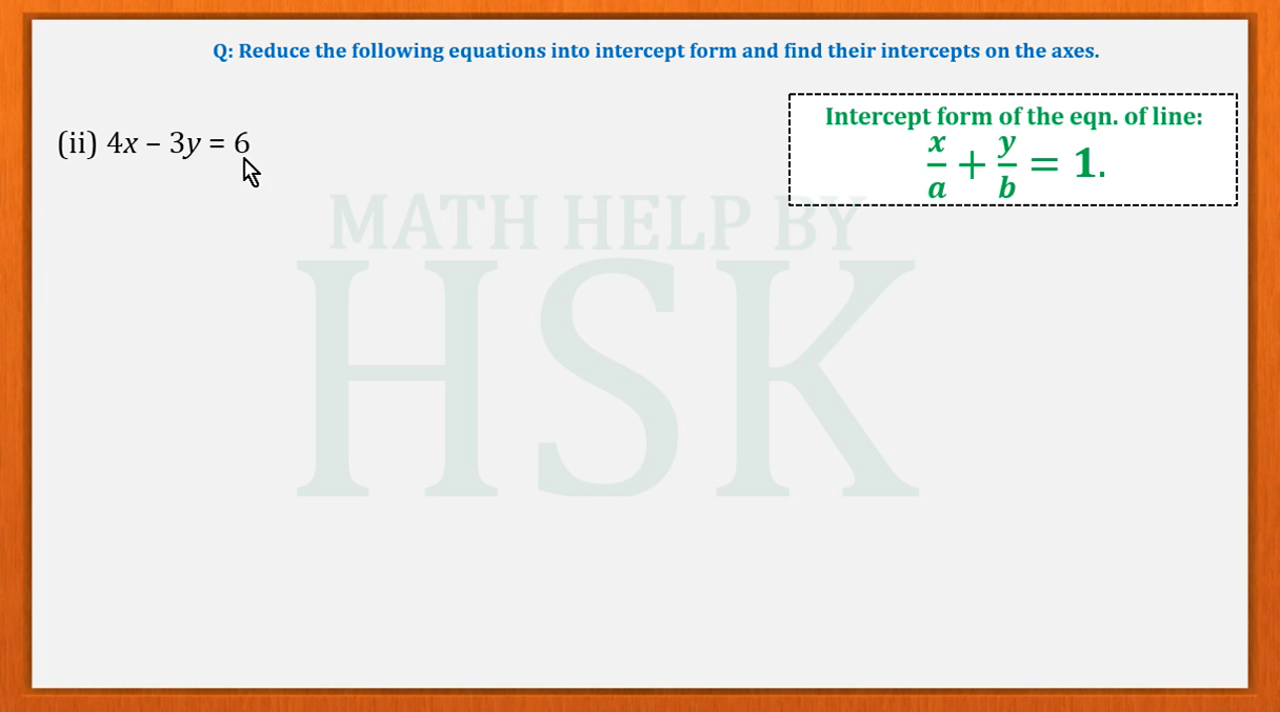 Q: Reduce the following equations into intercept form and find their intercepts on the axes.
(ii) 4x – 3y = 6
Intercept form of the eqn. of line:
x/a + y/b = 1.
MATH HELP BY
HSK